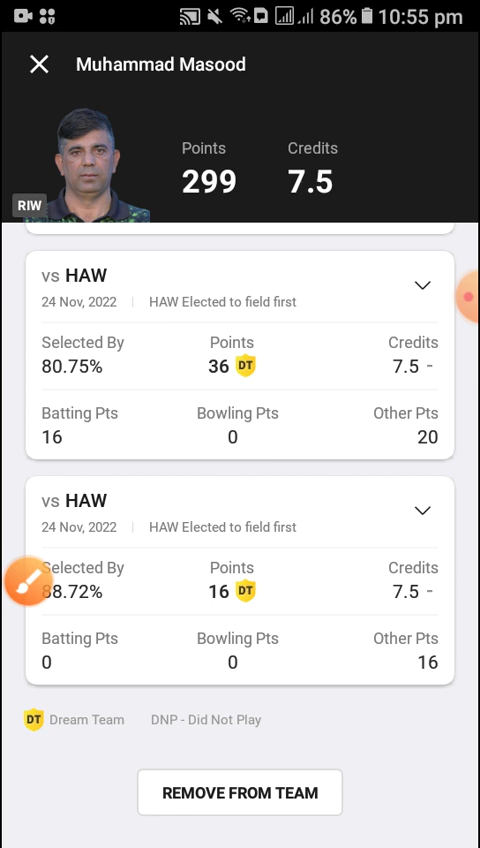 86% 10:55 pm
Muhammad Masood
Points Credits
299 7.5
RIW
vs HAW
24 Nov, 2022 HAW Elected to field first
Selected By Points Credits
80.75% 36 DT 7.5 -
Batting Pts Bowling Pts Other Pts
16 0 20
vs HAW
24 Nov, 2022 HAW Elected to field first
Selected By Points Credits
88.72% 16 DT 7.5 -
Batting Pts Bowling Pts Other Pts
0 0 16
DT Dream Team DNP - Did Not Play
REMOVE FROM TEAM